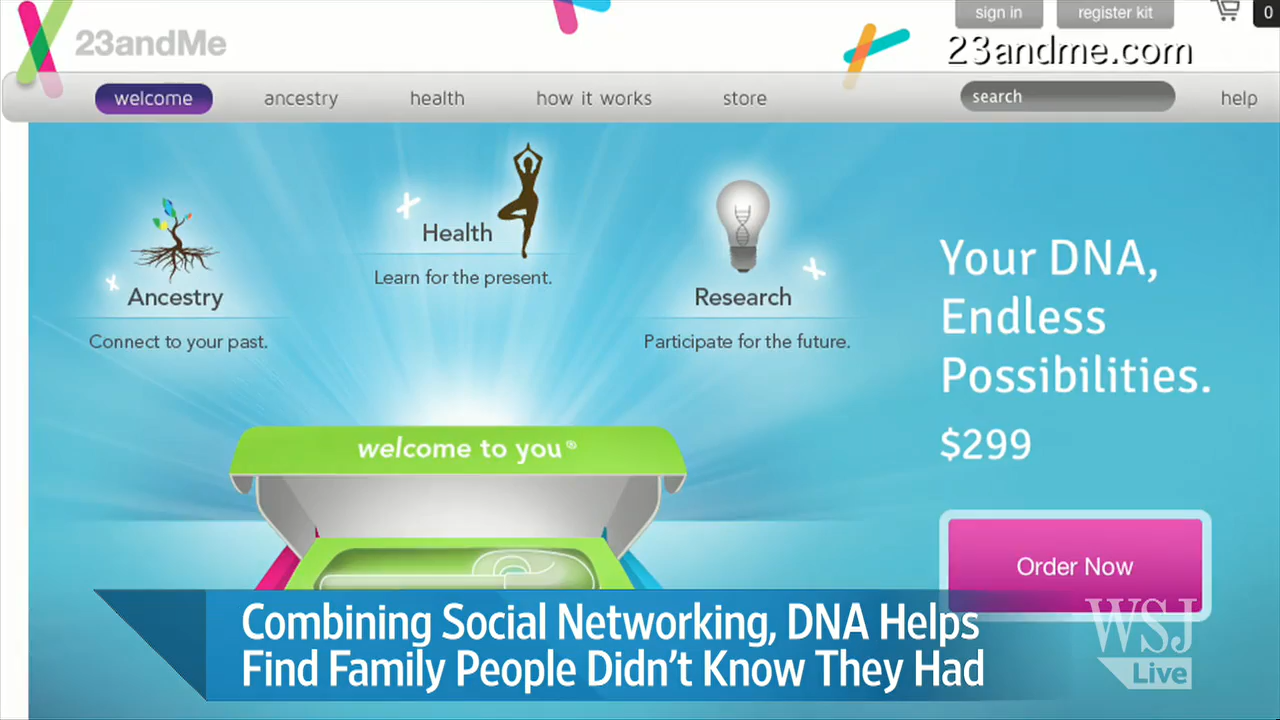 sign in
register kit
0
23andMe
23andme.com
welcome
ancestry
health
how it works
store
search
help
Health
Learn for the present.
Ancestry
Connect to your past.
Research
Participate for the future.
Your DNA,
Endless
Possibilities.
$299
welcome to you®
Order Now
Combining Social Networking, DNA Helps
Find Family People Didn't Know They Had
WSJ
Live